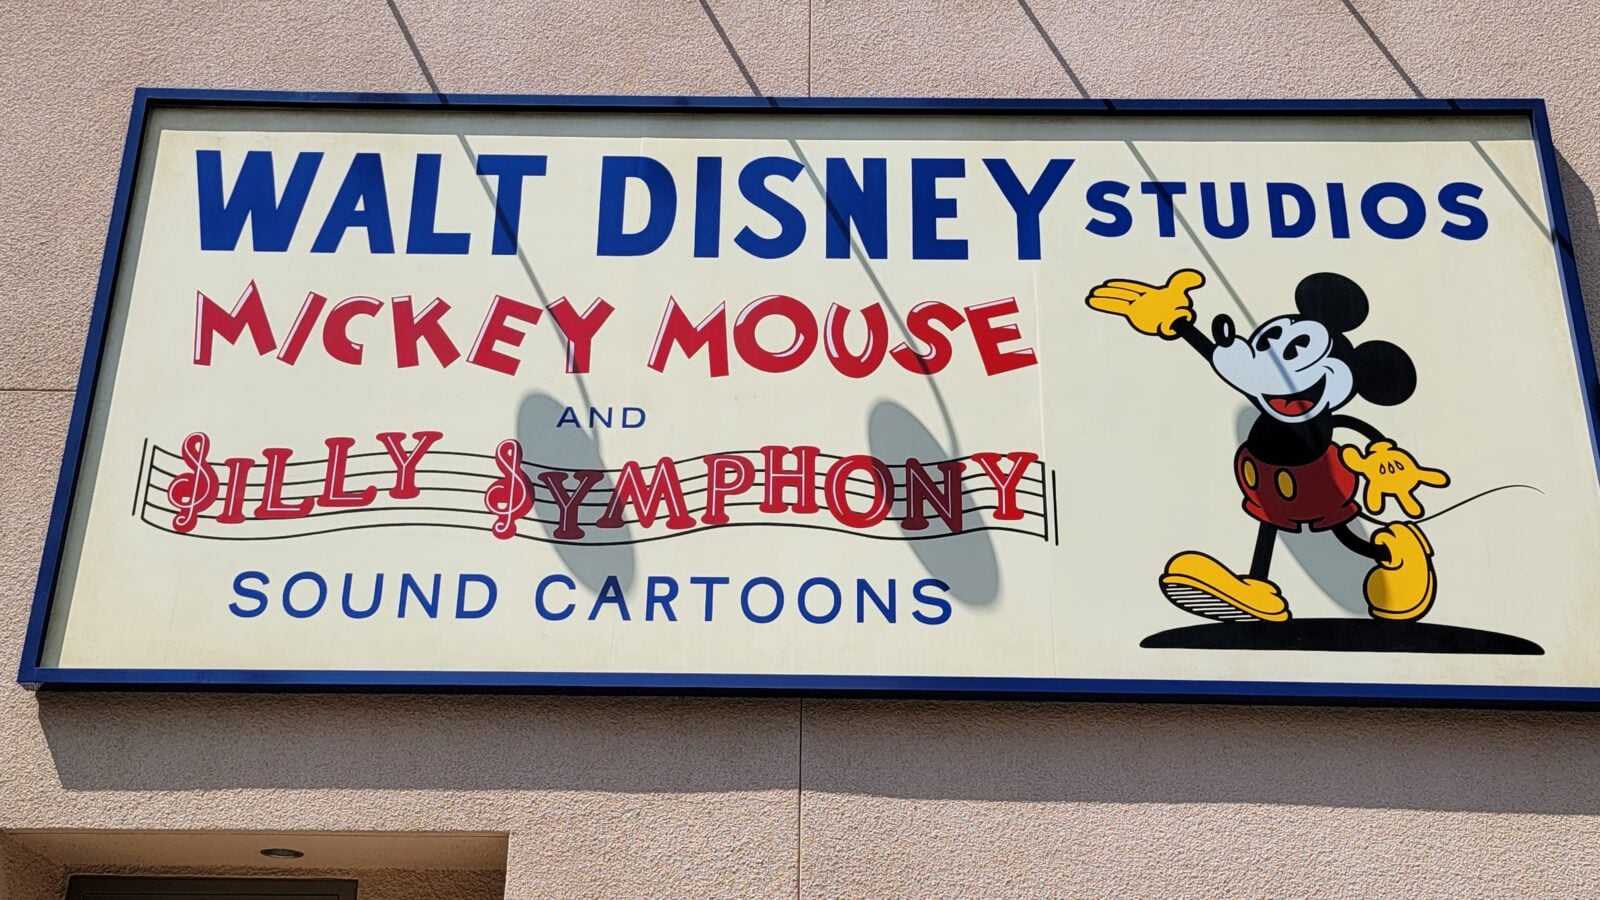 WALT DISNEY STUDIOS
MICKEY MOUSE
AND
SILLY SYMPHONY
SOUND CARTOONS